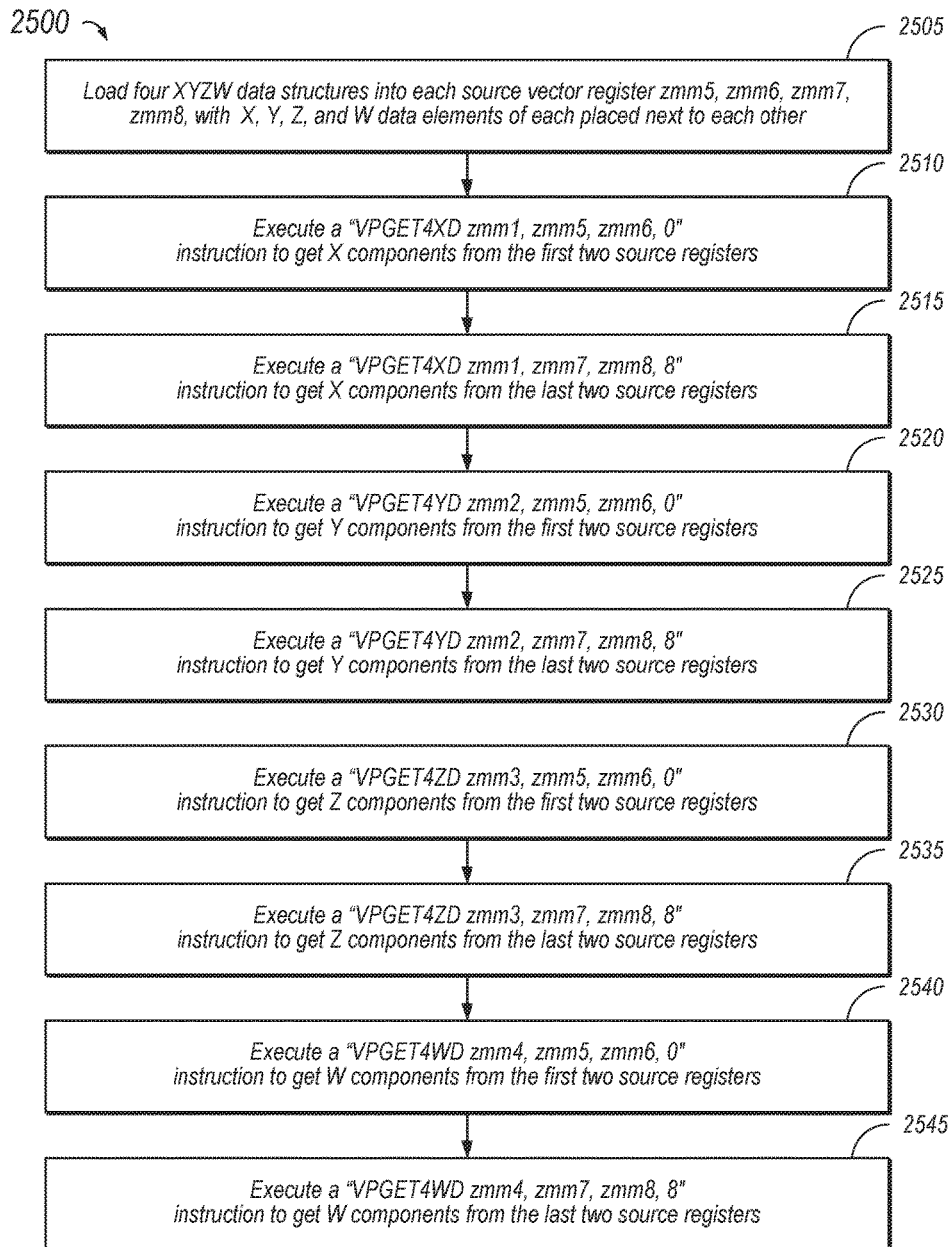 2500
2505
Load four XYZW data structures into each source vector register zmm5, zmm6, zmm7,
zmm8, with X, Y, Z, and W data elements of each placed next to each other
2510
Execute a "VPGET4XD zmm1, zmm5, zmm6, 0"
instruction to get X components from the first two source registers
2515
Execute a "VPGET4XD zmm1, zmm7, zmm8, 8"
instruction to get X components from the last two source registers
2520
Execute a "VPGET4YD zmm2, zmm5, zmm6, 0"
instruction to get Y components from the first two source registers
2525
Execute a "VPGET4YD zmm2, zmm7, zmm8, 8"
instruction to get Y components from the last two source registers
2530
Execute a "VPGET4ZD zmm3, zmm5, zmm6, 0"
instruction to get Z components from the first two source registers
2535
Execute a "VPGET4ZD zmm3, zmm7, zmm8, 8"
instruction to get Z components from the last two source registers
2540
Execute a "VPGET4WD zmm4, zmm5, zmm6, 0"
instruction to get W components from the first two source registers
2545
Execute a "VPGET4WD zmm4, zmm7, zmm8, 8"
instruction to get W components from the last two source registers